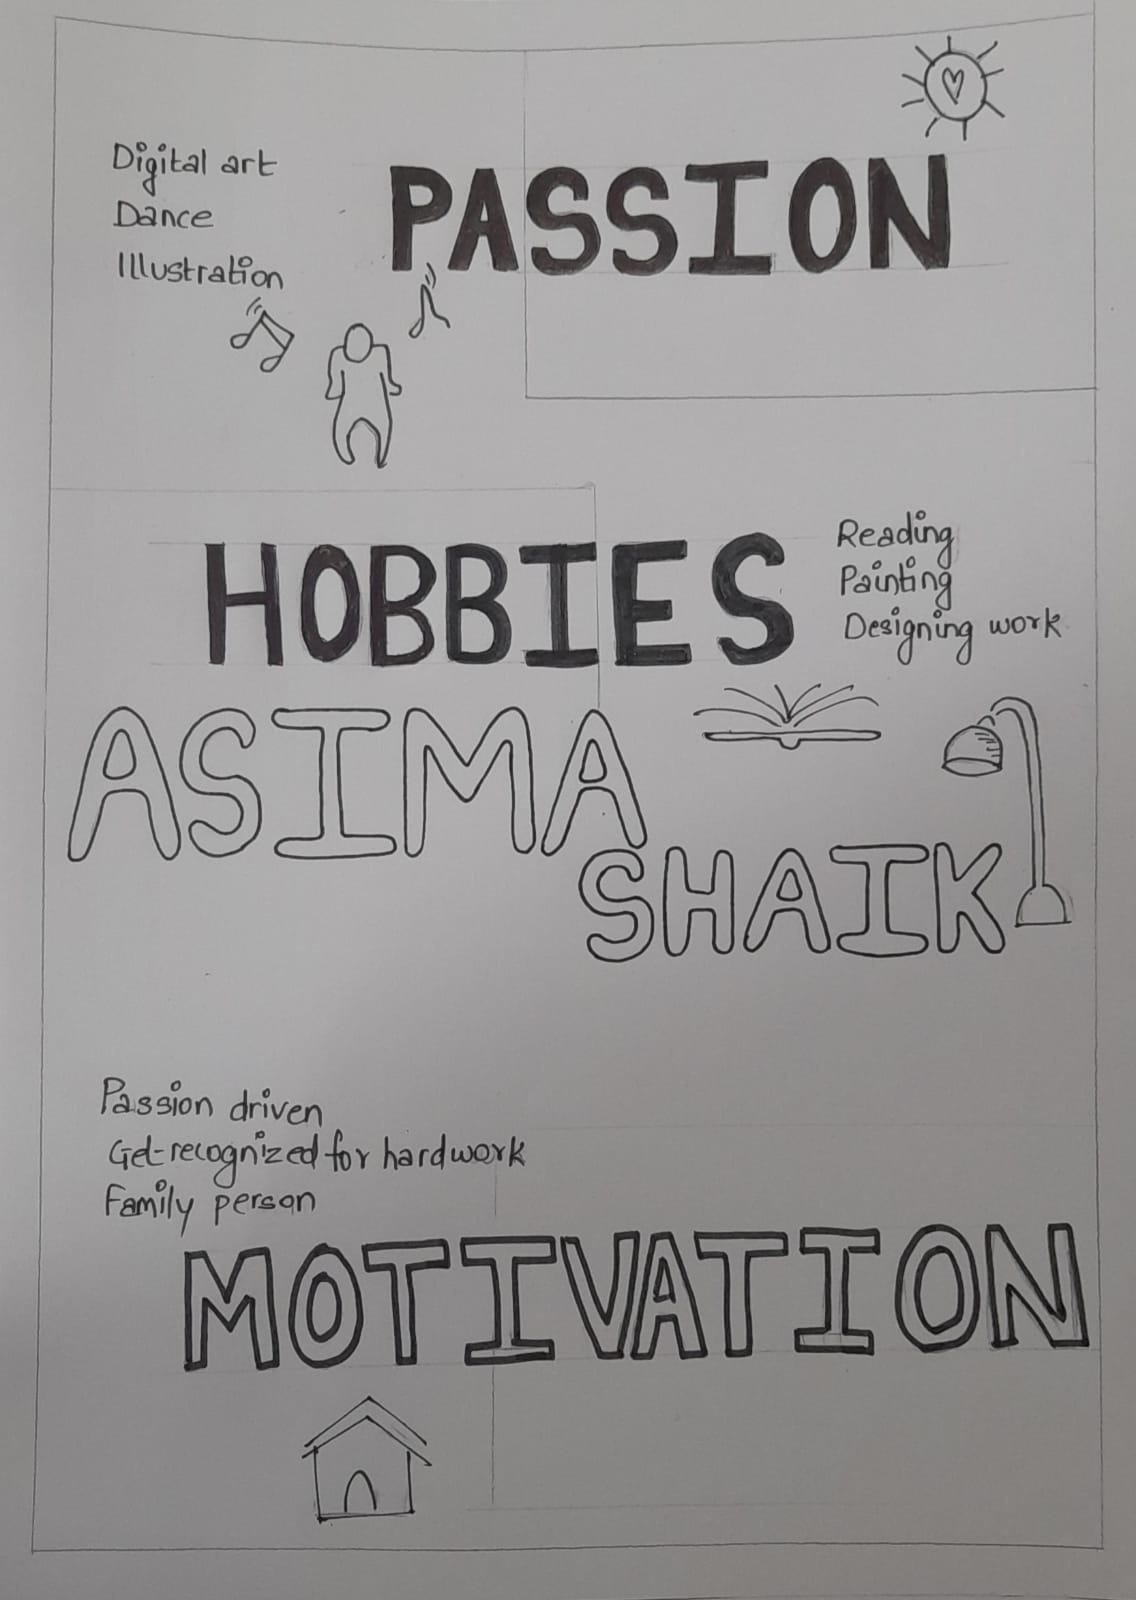 Digital art
Dance
Illustration
PASSION
HOBBIES
Reading
Painting
Designing work
ASIMA
SHAIK
Passion driven
Get recognized for hardwork
Family person
MOTIVATION